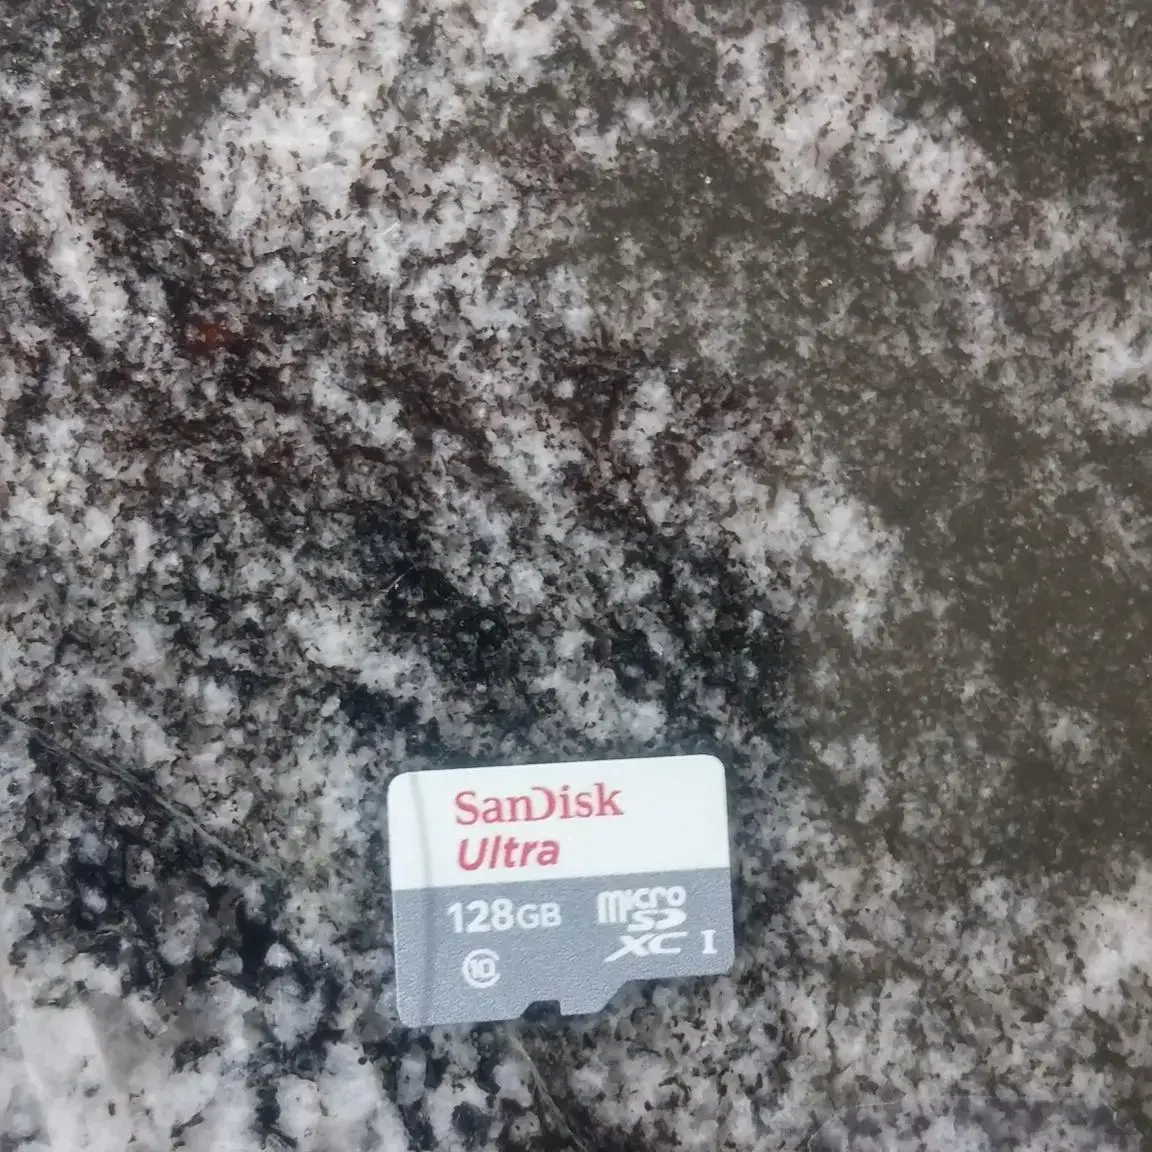 SanDisk
Ultra
128GB
micro
SD
XC I
10